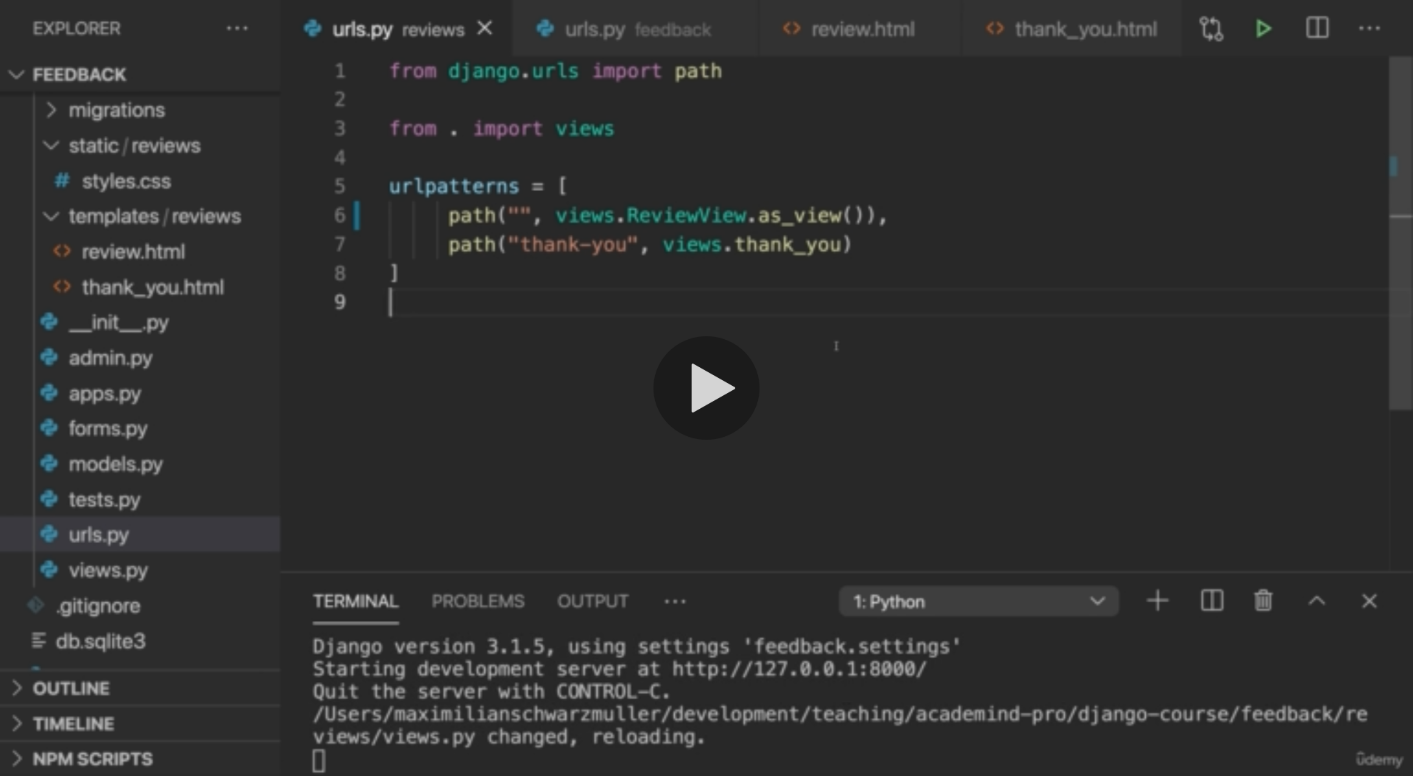 EXPLORER
FEEDBACK
migrations
static/reviews
# styles.css
templates/reviews
<> review.html
<> thank_you.html
__init__.py
admin.py
apps.py
forms.py
models.py
tests.py
urls.py
views.py
.gitignore
db.sqlite3
OUTLINE
TIMELINE
NPM SCRIPTS
urls.py reviews
urls.py feedback
<> review.html
<> thank_you.html
1 from django.urls import path
2
3 from . import views
4
5 urlpatterns = [
6 path("", views.ReviewView.as_view()),
7 path("thank-you", views.thank_you)
8 ]
9
TERMINAL PROBLEMS OUTPUT ··· 1: Python
Django version 3.1.5, using settings 'feedback.settings'
Starting development server at http://127.0.0.1:8000/
Quit the server with CONTROL-C.
/Users/maximilianschwarzmuller/development/teaching/academind-pro/django-course/feedback/re
views/views.py changed, reloading.
ûdemy